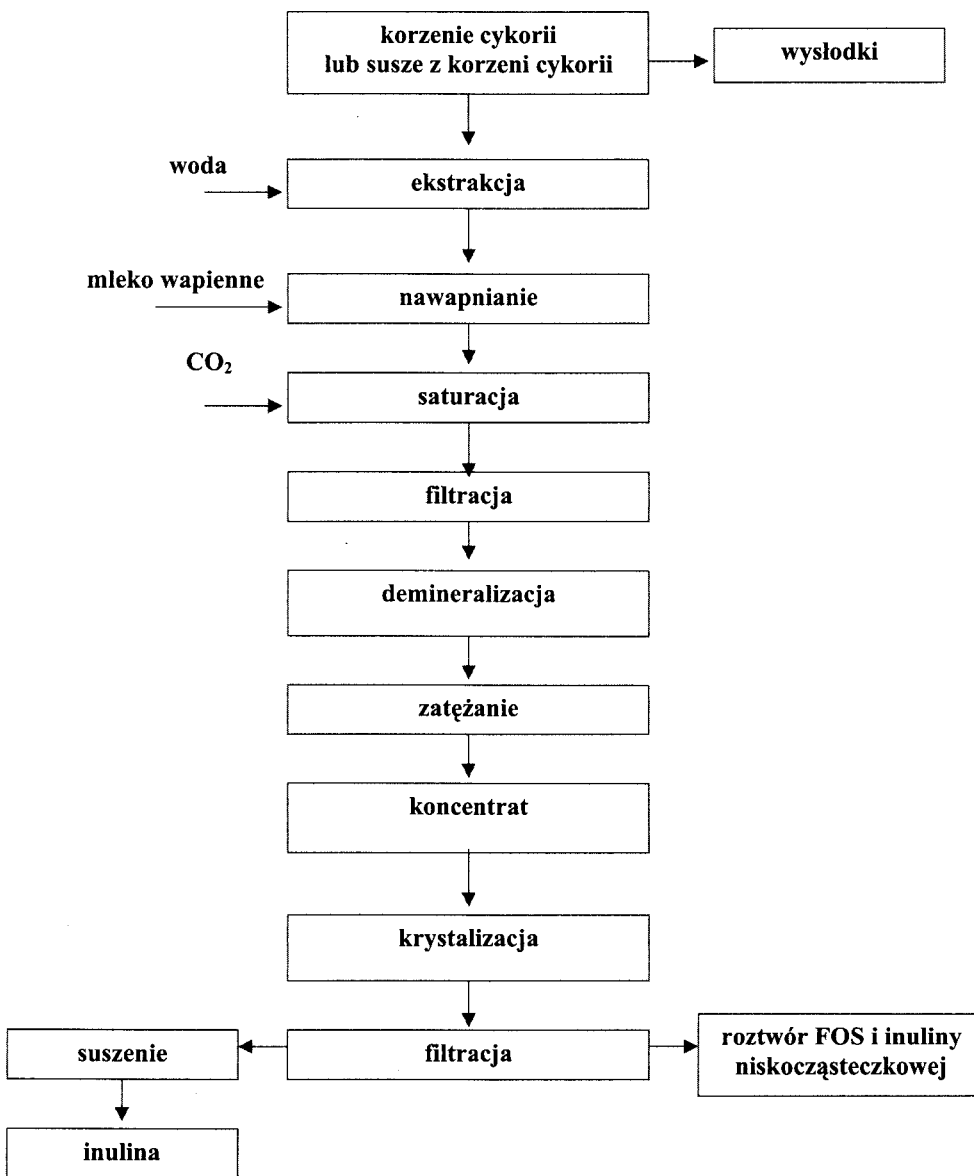 korzenie cykorii
lub susze z korzeni cykorii
wysłodki
woda
ekstrakcja
mleko wapienne
nawapnianie
CO₂
saturacja
filtracja
demineralizacja
zatężanie
koncentrat
krystalizacja
suszenie
filtracja
roztwór FOS i inuliny
niskocząsteczkowej
inulina